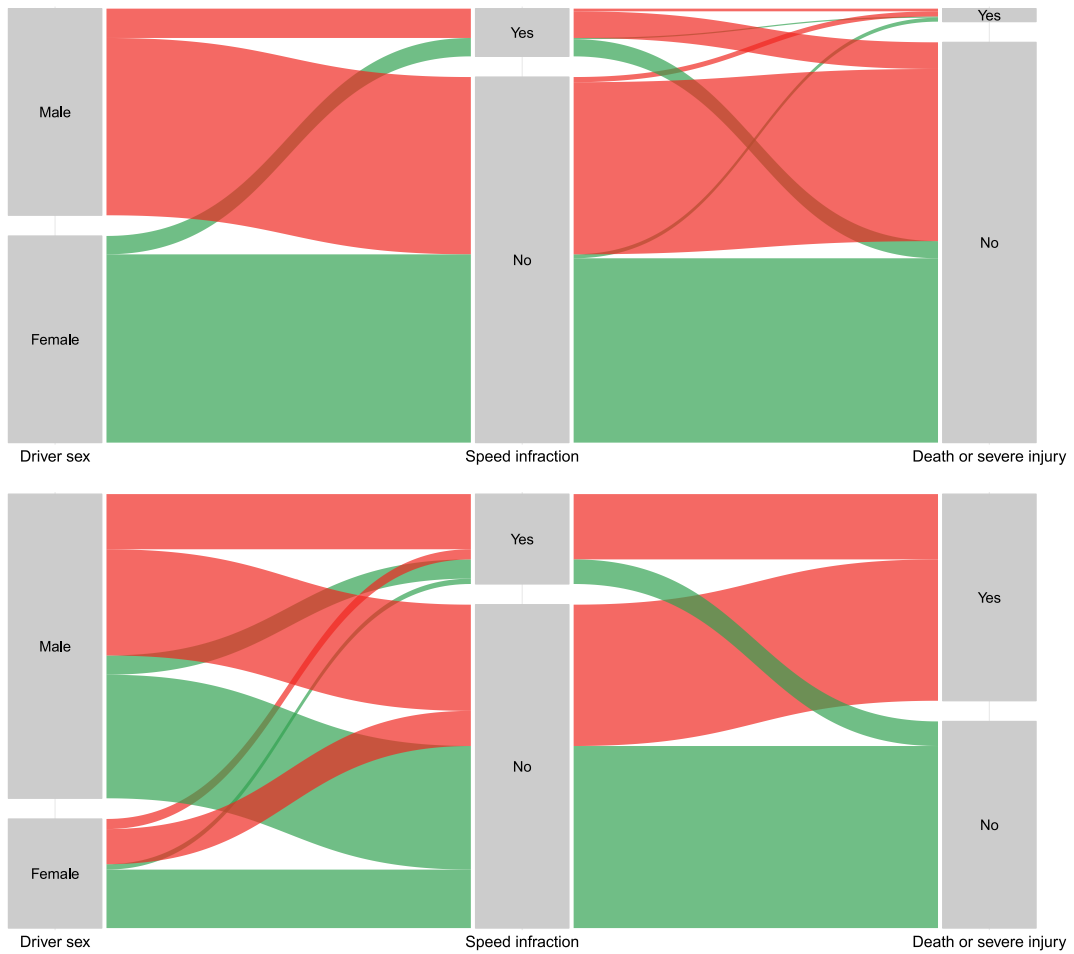 Yes
Yes
Male
No
No
Female
Driver sex
Speed infraction
Death or severe injury
Yes
Yes
Male
No
No
Female
Driver sex
Speed infraction
Death or severe injury